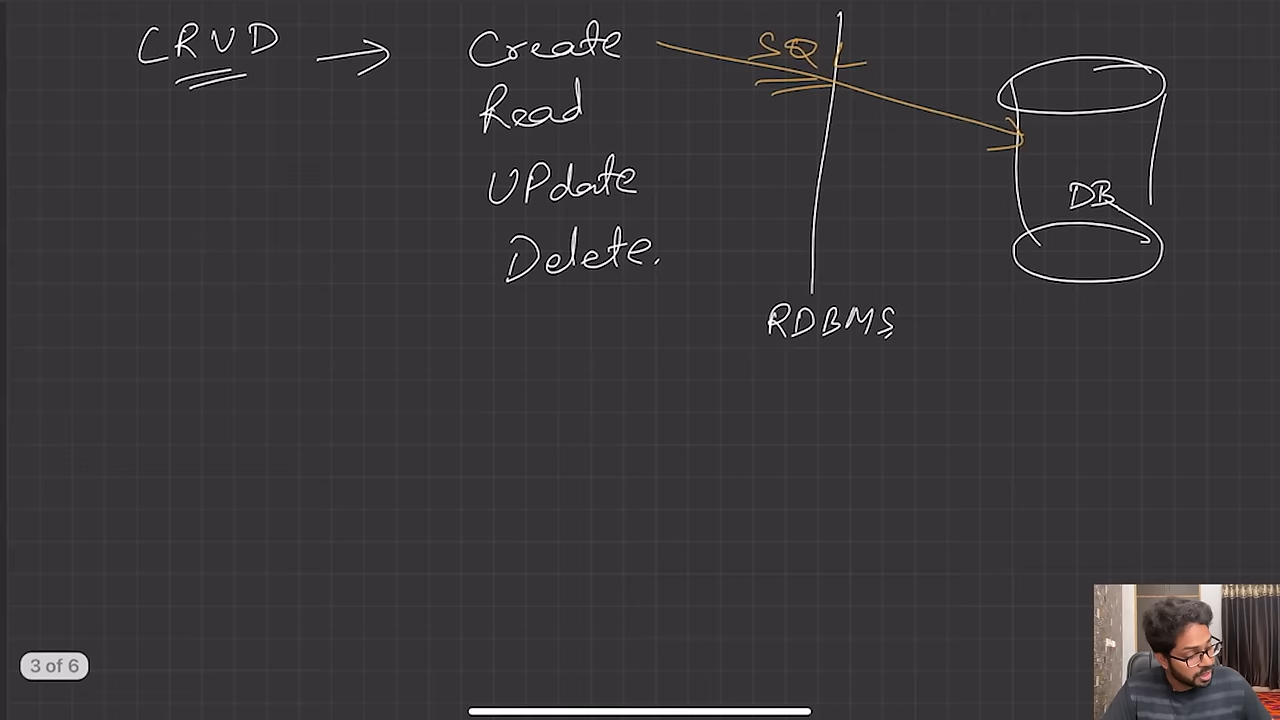 CRUD → Create
Read
UPdate
Delete.
SQL
DB
RDBMS
3 of 6